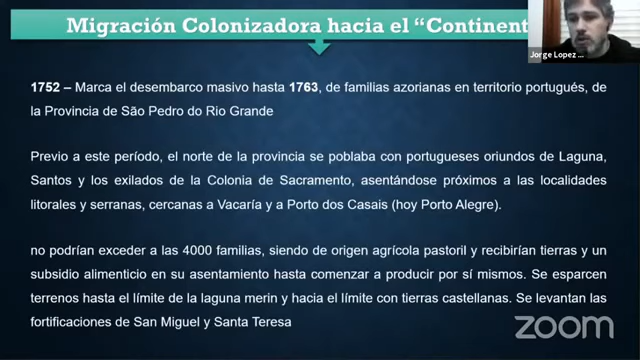 Migración Colonizadora hacia el “Continent
Jorge Lopez ...
1752 – Marca el desembarco masivo hasta 1763, de familias azorianas en territorio portugués, de
la Provincia de São Pedro do Rio Grande
Previo a este período, el norte de la provincia se poblaba con portugueses oriundos de Laguna,
Santos y los exilados de la Colonia de Sacramento, asentándose próximos a las localidades
litorales y serranas, cercanas a Vacaría y a Porto dos Casais (hoy Porto Alegre).
no podrían exceder a las 4000 familias, siendo de origen agrícola pastoril y recibirían tierras y un
subsidio alimenticio en su asentamiento hasta comenzar a producir por sí mismos. Se esparcen
terrenos hasta el límite de la laguna merin y hacia el límite con tierras castellanas. Se levantan las
fortificaciones de San Miguel y Santa Teresa
zoom